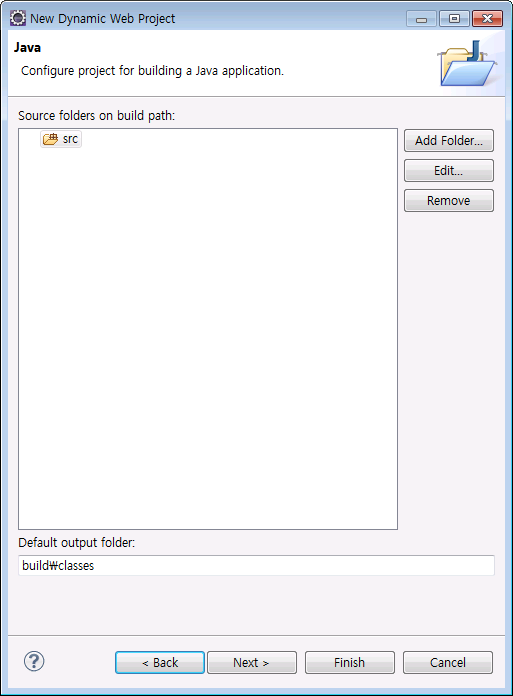 New Dynamic Web Project
Java
Configure project for building a Java application.
Source folders on build path:
src
Add Folder...
Edit...
Remove
Default output folder:
build₩classes
< Back
Next >
Finish
Cancel